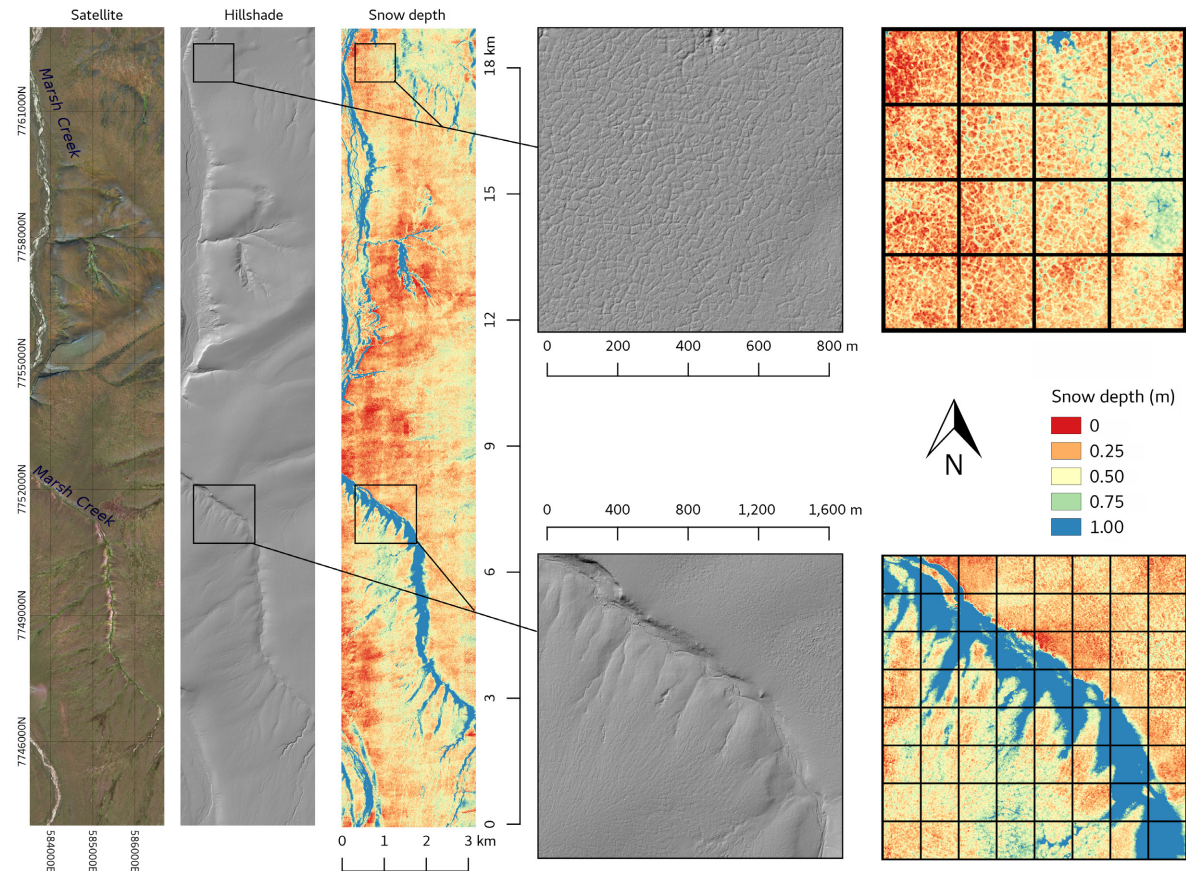 Satellite
Hillshade
Snow depth
Marsh Creek
Marsh Creek
7761000N
7758000N
7755000N
7752000N
7749000N
7746000N
584000E
585000E
586000E
18 km
15
12
9
6
3
0
0 1 2 3 km
0 200 400 600 800 m
0 400 800 1,200 1,600 m
N
Snow depth (m)
0
0.25
0.50
0.75
1.00